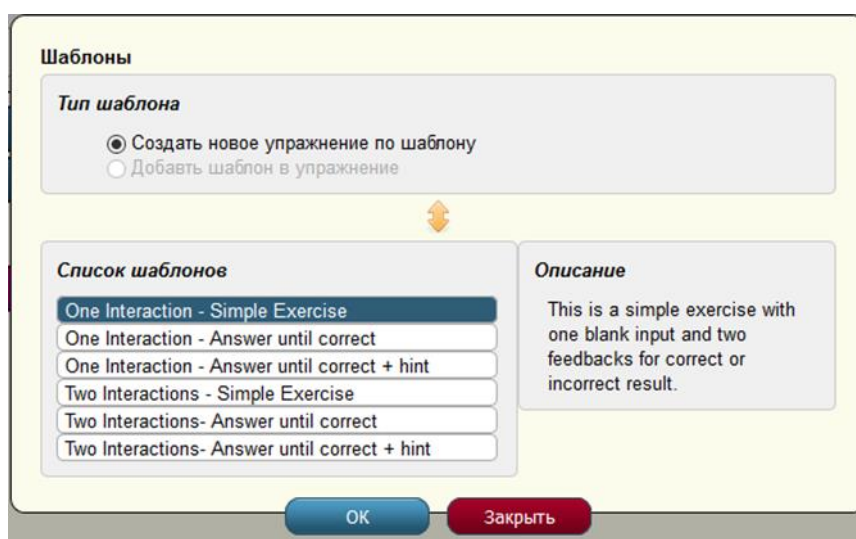 Шаблоны
Тип шаблона
Создать новое упражнение по шаблону
Добавть шаблон в упражнение
Список шаблонов
One Interaction - Simple Exercise
One Interaction - Answer until correct
One Interaction - Answer until correct + hint
Two Interactions - Simple Exercise
Two Interactions- Answer until correct
Two Interactions- Answer until correct + hint
Описание
This is a simple exercise with
one blank input and two
feedbacks for correct or
incorrect result.
ОК
Закрыть